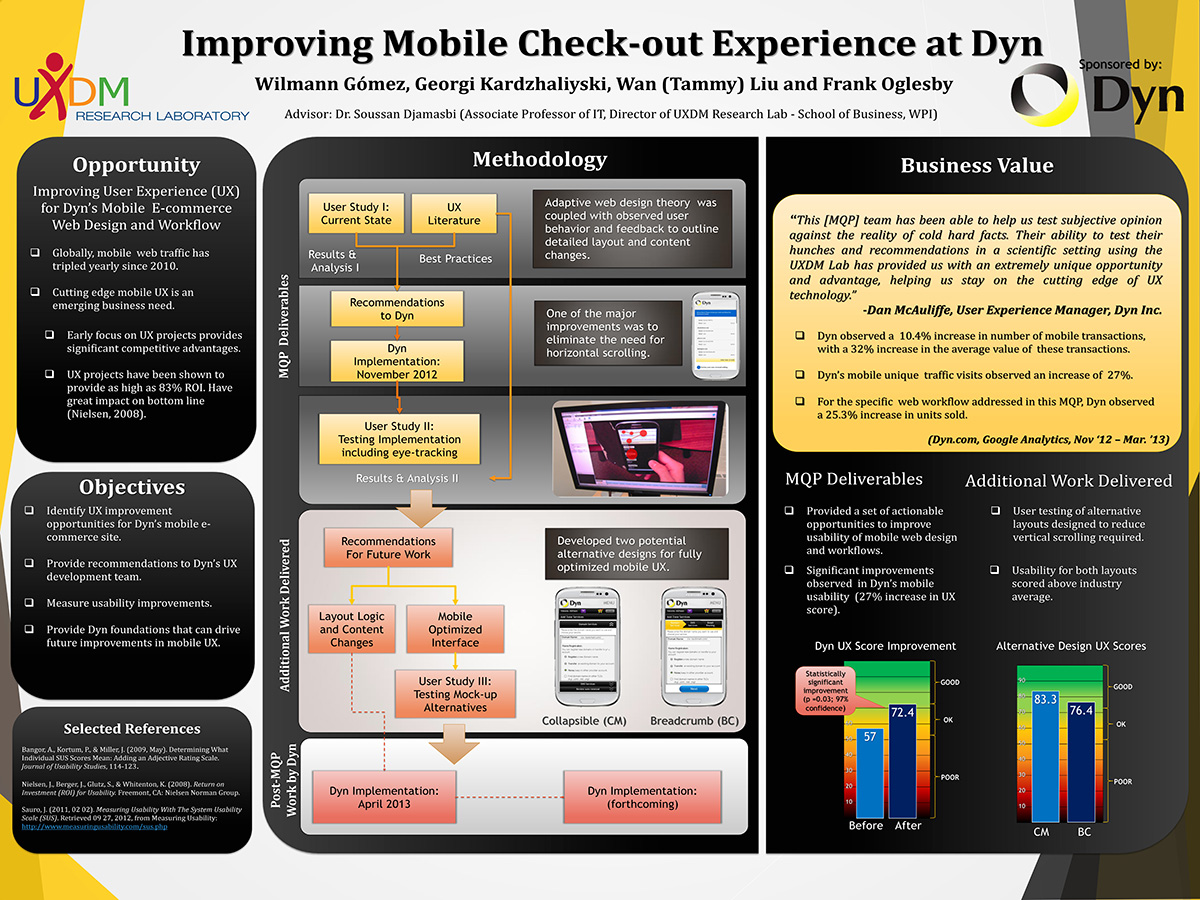 Improving Mobile Check-out Experience at Dyn
Wilmann Gómez, Georgi Kardzhaliyski, Wan (Tammy) Liu and Frank Oglesby
Advisor: Dr. Soussan Djamasbi (Associate Professor of IT, Director of UXDM Research Lab - School of Business, WPI)
UXDM
RESEARCH LABORATORY
Sponsored by:
Dyn
Opportunity
Improving User Experience (UX)
for Dyn's Mobile E-commerce
Web Design and Workflow
Globally, mobile web traffic has
tripled yearly since 2010.
Cutting edge mobile UX is an
emerging business need.
Early focus on UX projects provides
significant competitive advantages.
UX projects have been shown to
provide as high as 83% ROI. Have
great impact on bottom line
(Nielsen, 2008).
Objectives
Identify UX improvement
opportunities for Dyn's mobile e-
commerce site.
Provide recommendations to Dyn's UX
development team.
Measure usability improvements.
Provide Dyn foundations that can drive
future improvements in mobile UX.
Selected References
Bangor, A., Kortum, P., & Miller, J. (2009, May). Determining What
Individual SUS Scores Mean: Adding an Adjective Rating Scale.
Journal of Usability Studies, 114-123.
Nielsen, J., Berger, J., Glutz, S., & Whitenton, K. (2008). Return on
Investment (ROI) for Usability. Freemont, CA: Nielsen Norman Group.
Sauro, J. (2011, 02 02). Measuring Usability With The System Usability
Scale (SUS). Retrieved 09 27, 2012, from Measuring Usability:
http://www.measuringusability.com/sus.php
Methodology
MQP Deliverables
User Study I:
Current State
UX
Literature
Results &
Analysis I
Best Practices
Adaptive web design theory was
coupled with observed user
behavior and feedback to outline
detailed layout and content
changes.
Recommendations
to Dyn
Dyn
Implementation:
November 2012
One of the major
improvements was to
eliminate the need for
horizontal scrolling.
Dyn
User Study II:
Testing Implementation
including eye-tracking
Results & Analysis II
Additional Work Delivered
Recommendations
For Future Work
Developed two potential
alternative designs for fully
optimized mobile UX.
Layout Logic
and Content
Changes
Mobile
Optimized
Interface
User Study III:
Testing Mock-up
Alternatives
Dyn
Dyn
Collapsible (CM)
Breadcrumb (BC)
Post-MQP
Work by Dyn
Dyn Implementation:
April 2013
Dyn Implementation:
(forthcoming)
Business Value
"This [MQP] team has been able to help us test subjective opinion
against the reality of cold hard facts. Their ability to test their
hunches and recommendations in a scientific setting using the
UXDM Lab has provided us with an extremely unique opportunity
and advantage, helping us stay on the cutting edge of UX
technology."
-Dan McAuliffe, User Experience Manager, Dyn Inc.
Dyn observed a 10.4% increase in number of mobile transactions,
with a 32% increase in the average value of these transactions.
Dyn's mobile unique traffic visits observed an increase of 27%.
For the specific web workflow addressed in this MQP, Dyn observed
a 25.3% increase in units sold.
(Dyn.com, Google Analytics, Nov '12 – Mar. '13)
MQP Deliverables
Provided a set of actionable
opportunities to improve
usability of mobile web design
and workflows.
Significant improvements
observed in Dyn's mobile
usability (27% increase in UX
score).
Additional Work Delivered
User testing of alternative
layouts designed to reduce
vertical scrolling required.
Usability for both layouts
scored above industry
average.
Dyn UX Score Improvement
Statistically
significant
improvement
(p =0.03; 97%
confidence)
57
72.4
GOOD
OK
POOR
30
20
10
Before
After
Alternative Design UX Scores
90
83.3
76.4
GOOD
OK
POOR
30
20
10
CM
BC